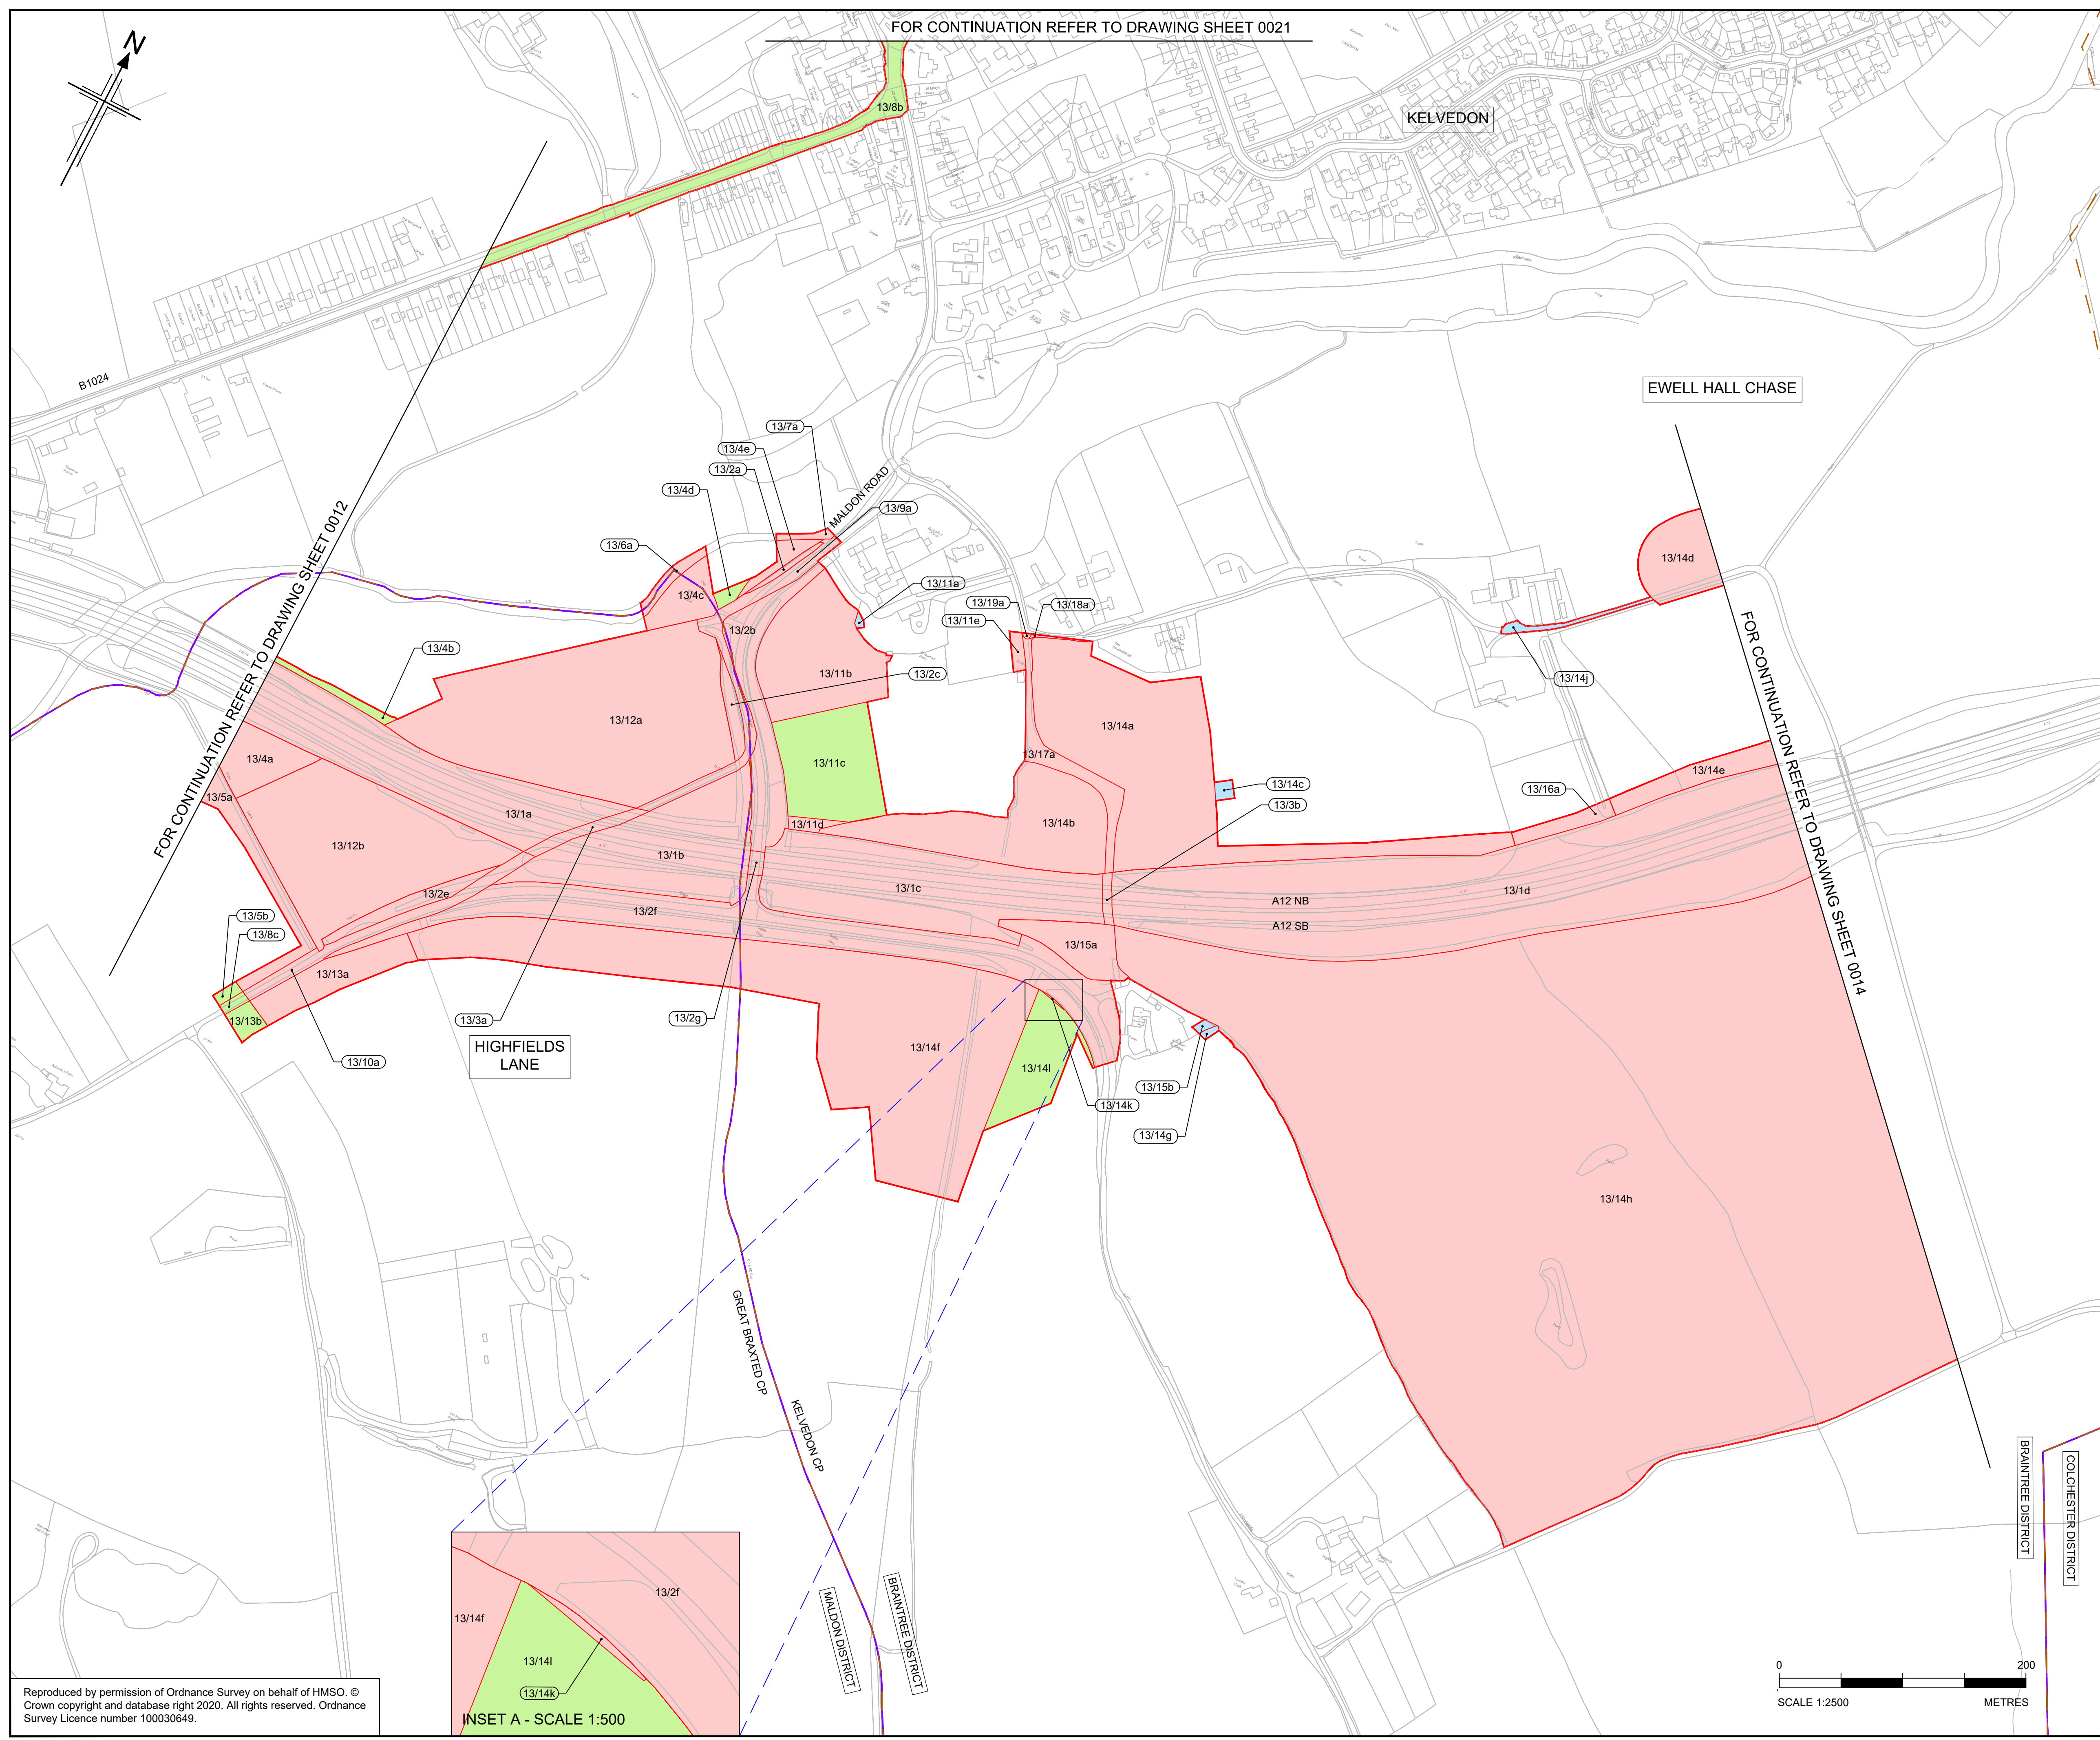 FOR CONTINUATION REFER TO DRAWING SHEET 0021
N
13/8b
KELVEDON
B1024
EWELL HALL CHASE
13/7a
13/4e
13/2a
13/4d
MALDON ROAD
13/9a
13/6a
13/4c
13/11a
13/14d
13/19a
13/18a
13/11e
13/2b
FOR CONTINUATION REFER TO DRAWING SHEET 0012
13/4b
13/11b
13/2c
13/14j
13/12a
13/14a
13/4a
13/11c
13/17a
13/14e
13/14c
13/16a
13/5a
13/3b
13/1a
13/11d
13/14b
13/12b
13/1b
13/1c
13/1d
13/2e
A12 NB
13/2f
A12 SB
13/5b
13/8c
13/15a
FOR CONTINUATION REFER TO DRAWING SHEET 0014
13/13a
13/13b
13/3a
13/2g
HIGHFIELDS
LANE
13/10a
13/14f
13/14l
13/15b
13/14k
13/14g
13/14h
GREAT BRAXTED CP
KELVEDON CP
MALDON DISTRICT
BRAINTREE DISTRICT
BRAINTREE DISTRICT
COLCHESTER DISTRICT
13/2f
13/14f
13/14l
13/14k
INSET A - SCALE 1:500
Reproduced by permission of Ordnance Survey on behalf of HMSO. ©
Crown copyright and database right 2020. All rights reserved. Ordnance
Survey Licence number 100030649.
0
200
SCALE 1:2500
METRES